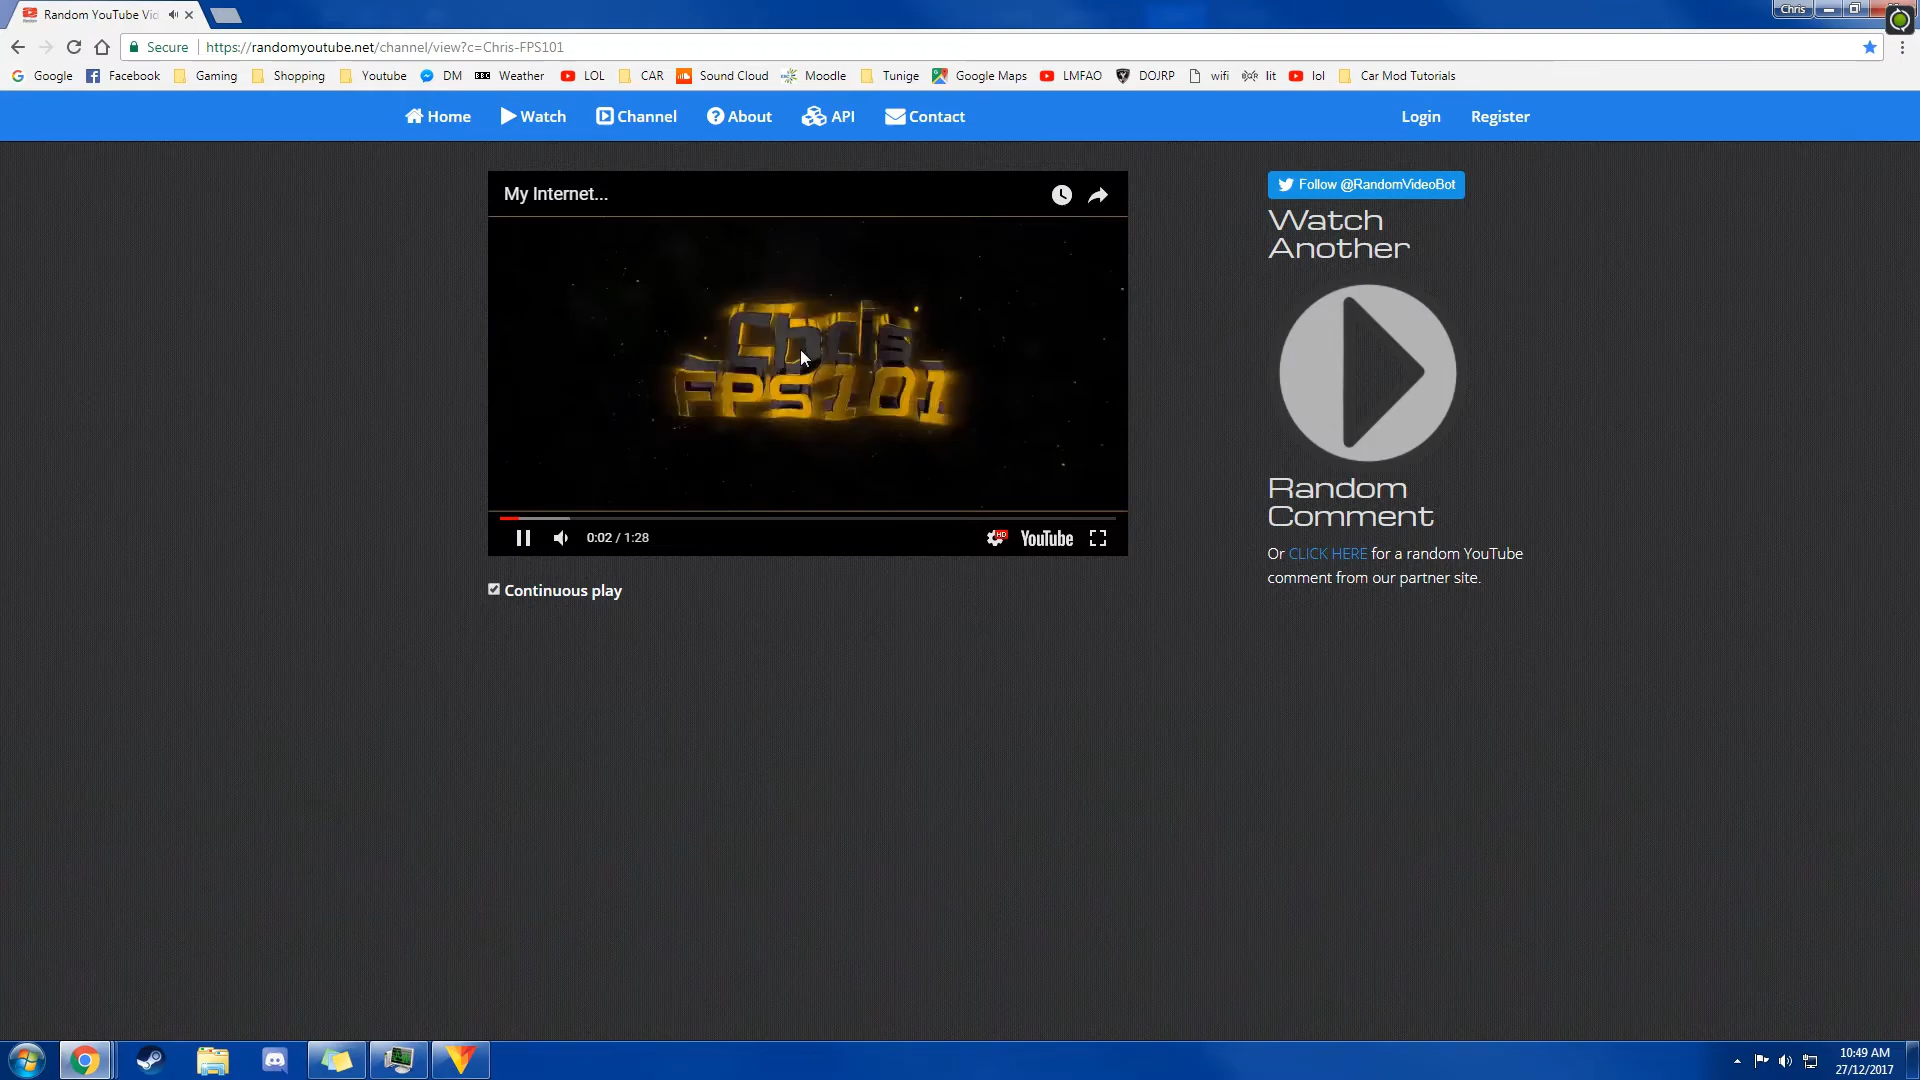 Random YouTube Vid
Chris
Secure
https://randomyoutube.net/channel/view?c=Chris-FPS101
Google
Facebook
Gaming
Shopping
Youtube
DM
BBC
Weather
LOL
CAR
Sound Cloud
Moodle
Tunige
Google Maps
LMFAO
DOJRP
wifi
lit
lol
Car Mod Tutorials
Home
Watch
Channel
About
API
Contact
Login
Register
My Internet...
Chris
FPS101
0:02 / 1:28
HD
YouTube
Continuous play
Follow @RandomVideoBot
Watch
Another
Random
Comment
Or CLICK HERE for a random YouTube
comment from our partner site.
10:49 AM
27/12/2017